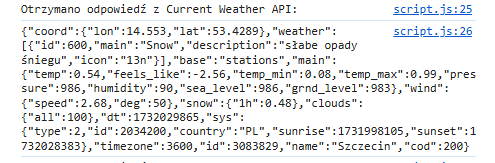 Otrzymano odpowiedź z Current Weather API: script.js:25
script.js:26
{"coord":{"lon":14.553,"lat":53.4289},"weather":
[{"id":600,"main":"Snow","description":"słabe opady
śniegu","icon":"13n"}],"base":"stations","main":
{"temp":0.54,"feels_like":-2.56,"temp_min":0.08,"temp_max":0.99,"pres
sure":986,"humidity":90,"sea_level":986,"grnd_level":983},"wind":
{"speed":2.68,"deg":50},"snow":{"1h":0.48},"clouds":
{"all":100},"dt":1732029865,"sys":
{"type":2,"id":2034200,"country":"PL","sunrise":1731998105,"sunset":1
732028383},"timezone":3600,"id":3083829,"name":"Szczecin","cod":200}